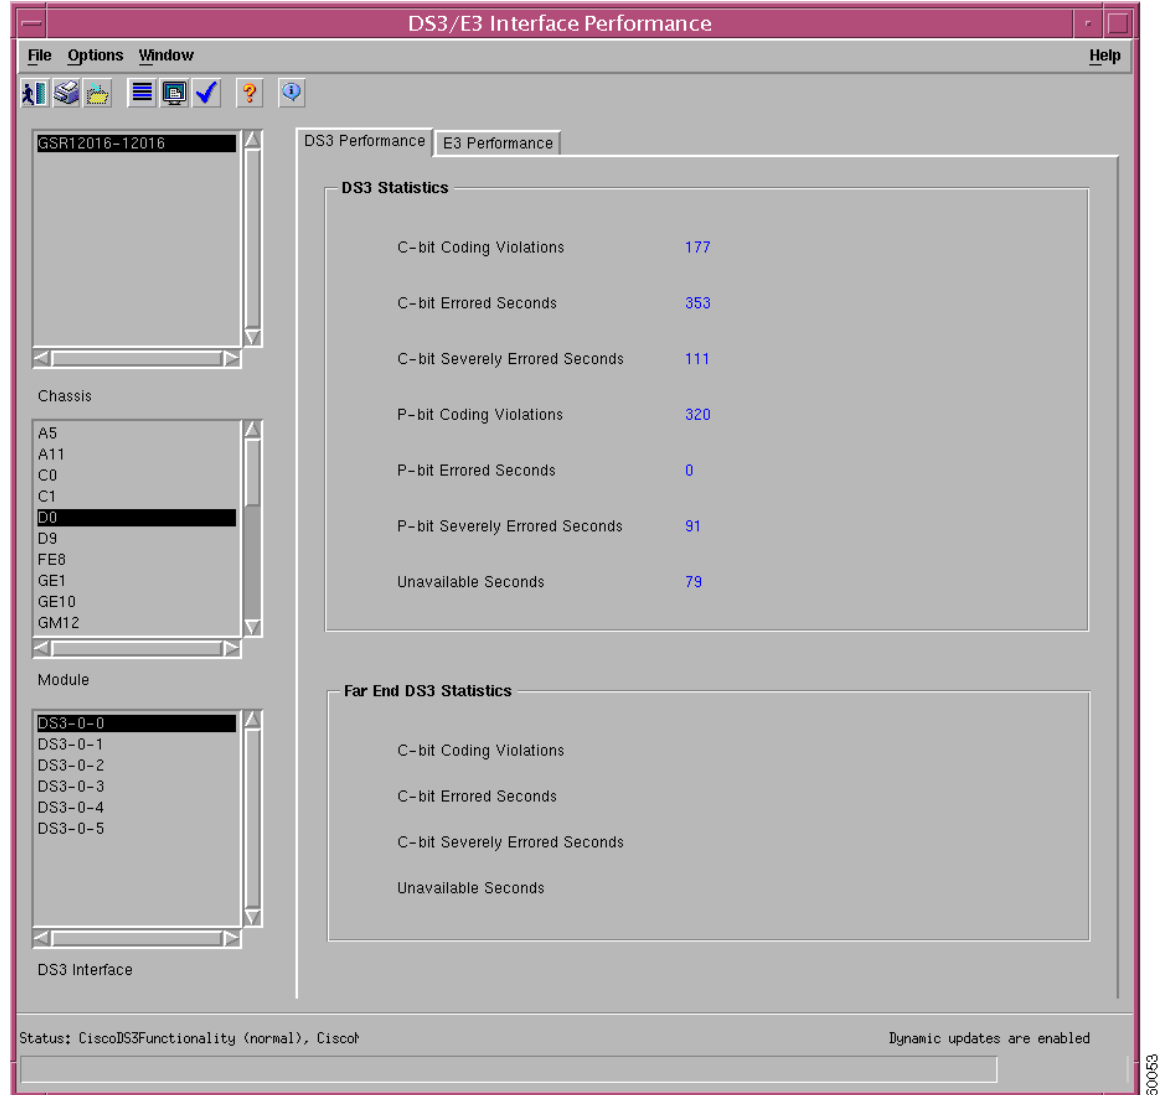 DS3/E3 Interface Performance
File Options Window Help
GSR12016-12016
Chassis
A5
A11
C0
C1
D0
D9
FE8
GE1
GE10
GM12
Module
DS3-0-0
DS3-0-1
DS3-0-2
DS3-0-3
DS3-0-4
DS3-0-5
DS3 Interface
DS3 Performance E3 Performance
DS3 Statistics
C-bit Coding Violations 177
C-bit Errored Seconds 353
C-bit Severely Errored Seconds 111
P-bit Coding Violations 320
P-bit Errored Seconds 0
P-bit Severely Errored Seconds 91
Unavailable Seconds 79
Far End DS3 Statistics
C-bit Coding Violations
C-bit Errored Seconds
C-bit Severely Errored Seconds
Unavailable Seconds
Status: CiscoDS3Functionality (normal), Cisco
Dynamic updates are enabled
60053